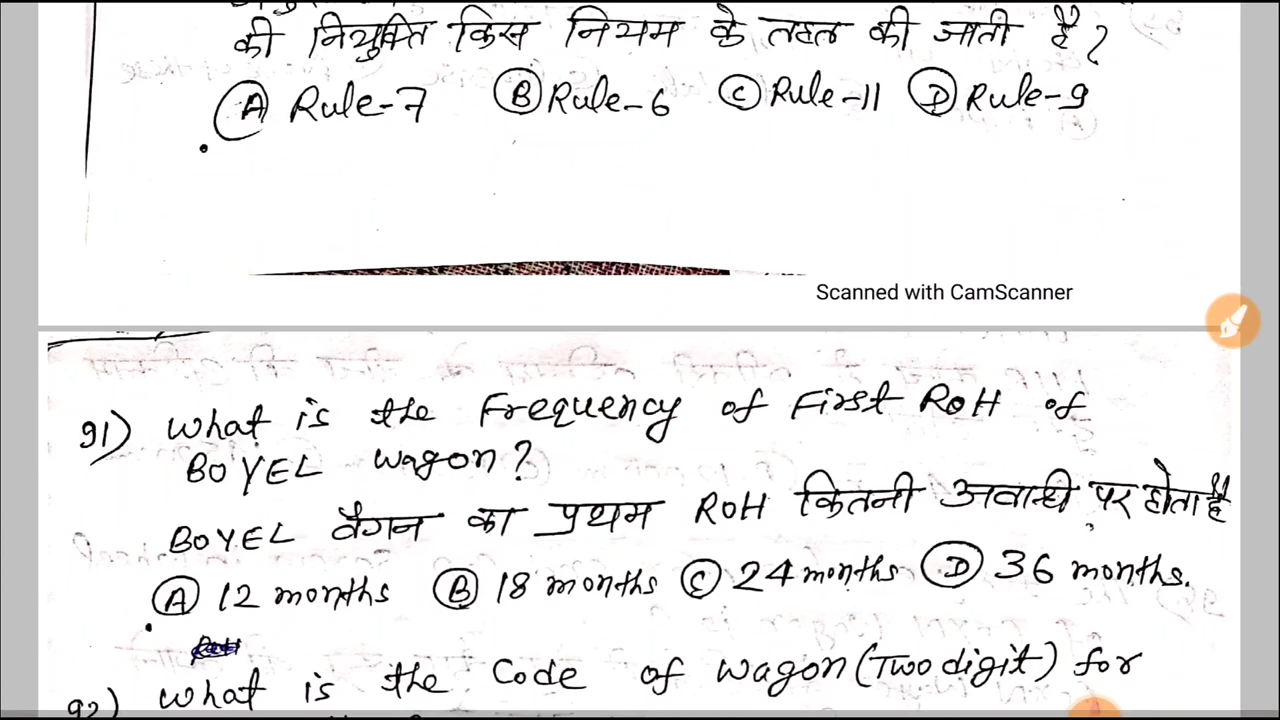 की नियुक्ति किस नियम के तहत की जाती है?
(A) Rule-7 (B) Rule-6 (C) Rule-11 (D) Rule-9
Scanned with CamScanner
91) What is the Frequency of First ROH of
BOYEL wagon?
BOYEL वैगन का प्रथम ROH कितनी अवाधी पर होता है
(A) 12 months (B) 18 months (C) 24 months (D) 36 months.
92) What is the Code of wagon (Two digit) for